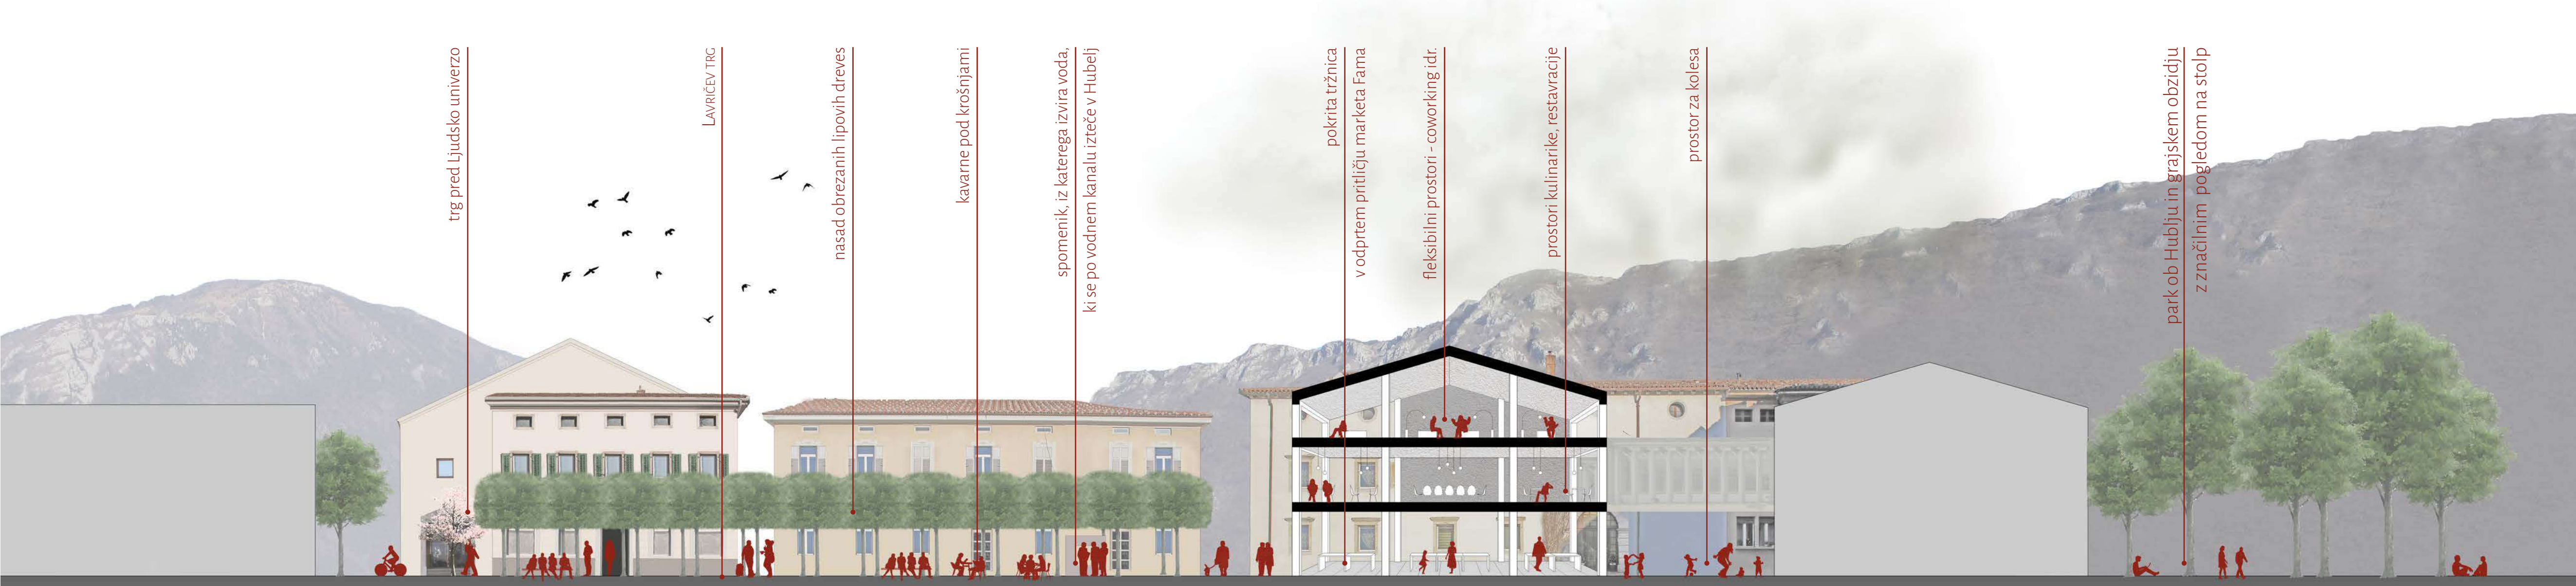 trg pred Ljudsko univerzo
LAVRIČEV TRG
nasad obrezanih lipovih dreves
kavarne pod krošnjami
spomenik, iz katerega izvira voda,
ki se po vodnem kanalu izteče v Hubelj
pokrita tržnica
v odprtem pritličju marketa Fama
fleksibilni prostori - coworking idr.
prostori kulinarike, restavracije
prostor za kolesa
park ob Hublju in grajskem obzidju
z značilnim pogledom na stolp